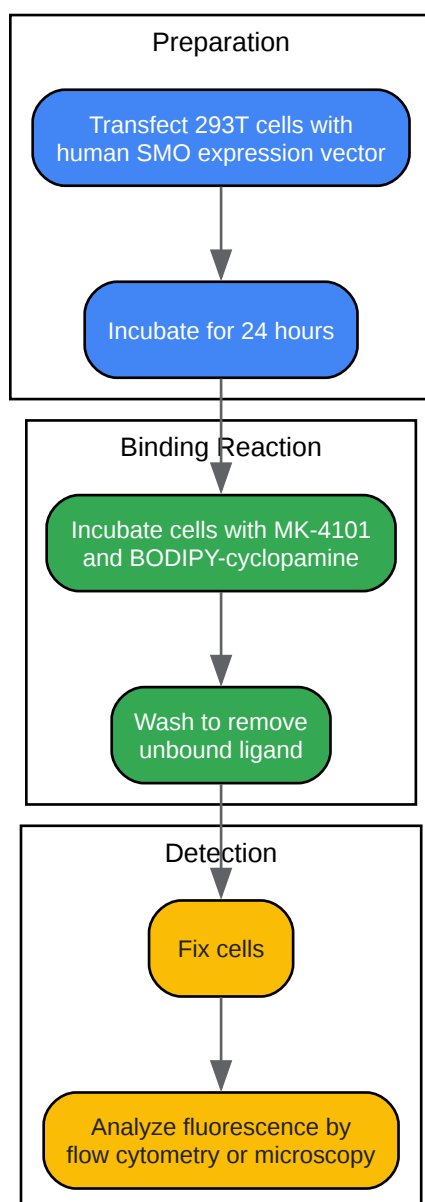 Preparation
Transfect 293T cells with
human SMO expression vector
Incubate for 24 hours
Binding Reaction
Incubate cells with MK-4101
and BODIPY-cyclopamine
Wash to remove
unbound ligand
Detection
Fix cells
Analyze fluorescence by
flow cytometry or microscopy